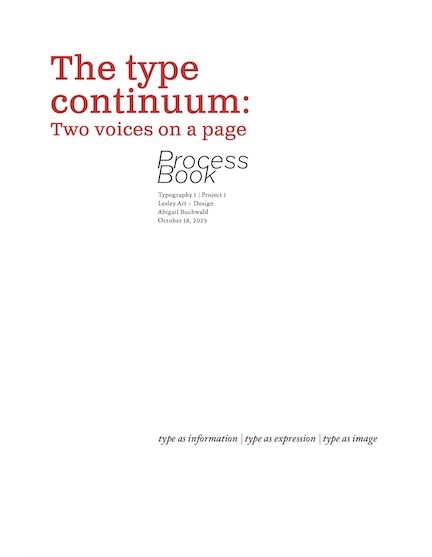 The type
continuum:
Two voices on a page
Process
Book
Typography 1 | Project 1
Lesley Art + Design
Abigail Buchwald
October 18, 2023
type as information | type as expression | type as image